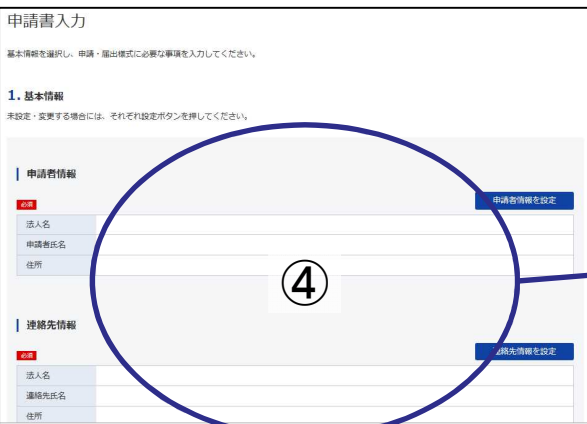 申請書入力
基本情報を選択し、申請・届出様式に必要な事項を入力してください。
1. 基本情報
未設定・変更する場合には、それぞれ設定ボタンを押してください。
申請者情報
必須
申請者情報を設定
法人名
申請者氏名
住所
④
連絡先情報
必須
連絡先情報を設定
法人名
連絡先氏名
住所